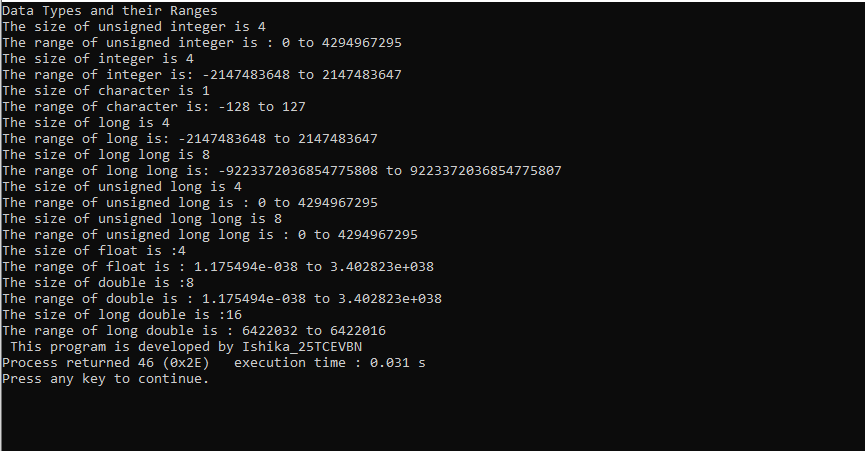 Data Types and their Ranges
The size of unsigned integer is 4
The range of unsigned integer is : 0 to 4294967295
The size of integer is 4
The range of integer is: -2147483648 to 2147483647
The size of character is 1
The range of character is: -128 to 127
The size of long is 4
The range of long is: -2147483648 to 2147483647
The size of long long is 8
The range of long long is: -9223372036854775808 to 9223372036854775807
The size of unsigned long is 4
The range of unsigned long is : 0 to 4294967295
The size of unsigned long long is 8
The range of unsigned long long is : 0 to 4294967295
The size of float is :4
The range of float is : 1.175494e-038 to 3.402823e+038
The size of double is :8
The range of double is : 1.175494e-038 to 3.402823e+038
The size of long double is :16
The range of long double is : 6422032 to 6422016
 This program is developed by Ishika_25TCEVBN
Process returned 46 (0x2E)   execution time : 0.031 s
Press any key to continue.